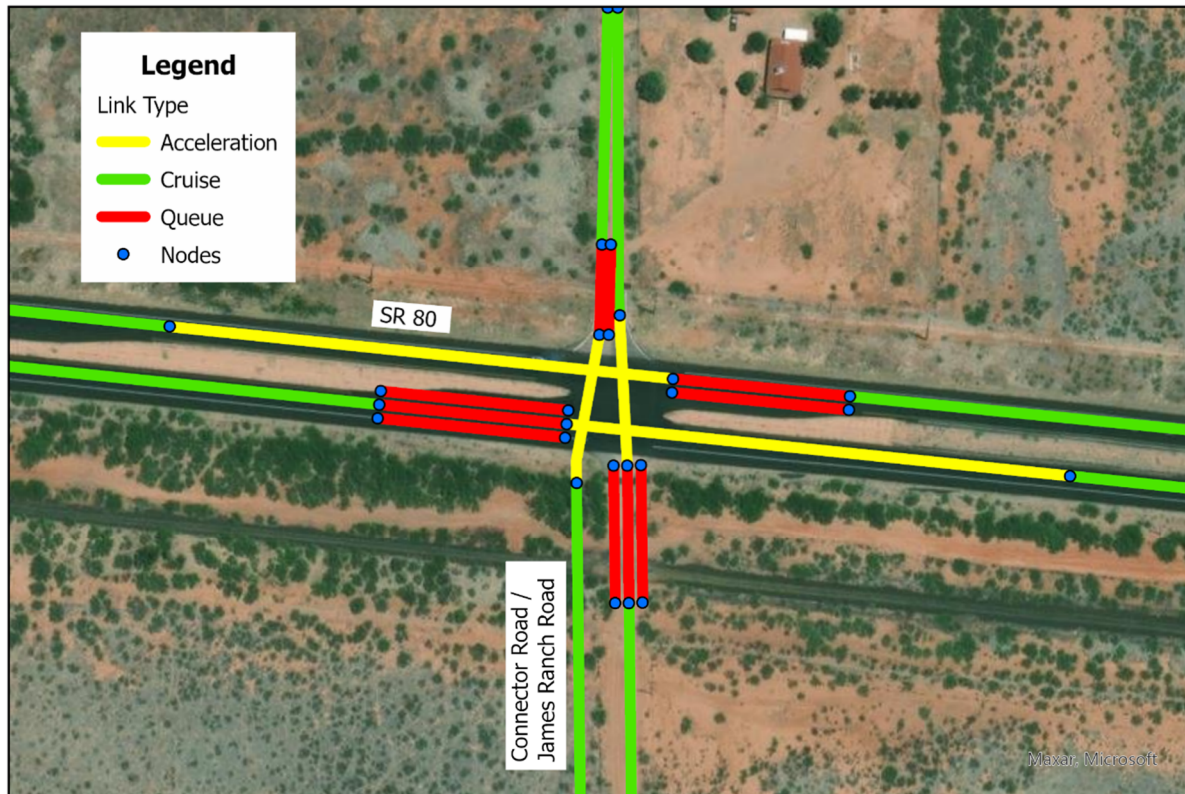 Legend
Link Type
Acceleration
Cruise
Queue
Nodes
SR 80
Connector Road /
James Ranch Road
Maxar, Microsoft